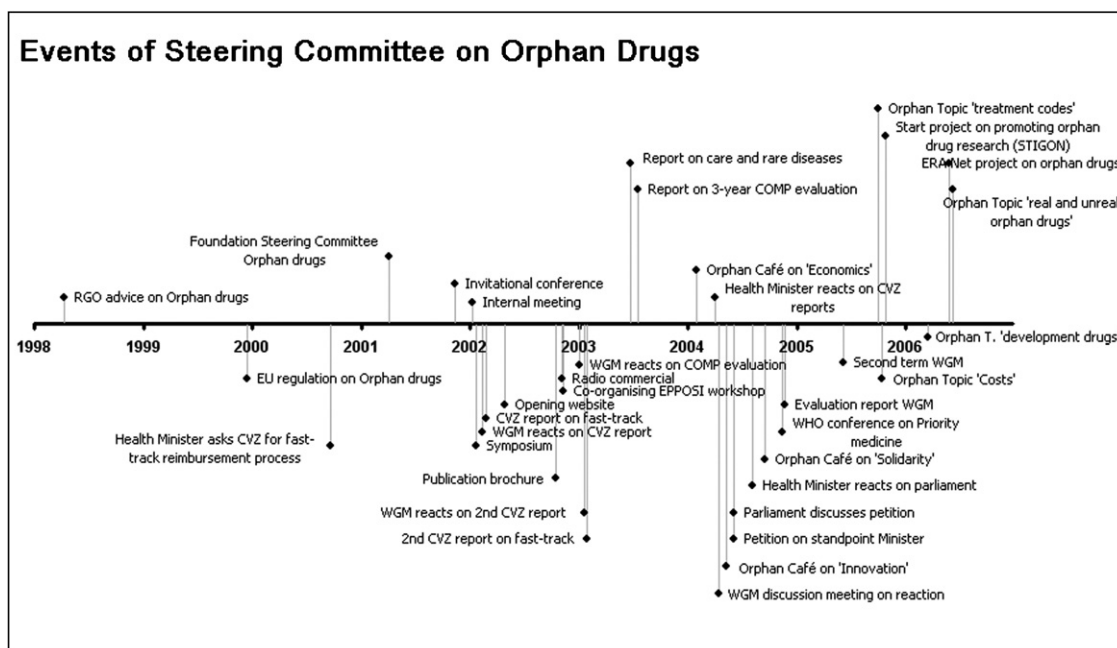 Events of Steering Committee on Orphan Drugs
Orphan Topic 'treatment codes'
Start project on promoting orphan
drug research (STIGON)
Report on care and rare diseases
ERA Net project on orphan drugs
Report on 3-year COMP evaluation
Orphan Topic 'real and unreal
orphan drugs'
Foundation Steering Committee
Orphan drugs
Orphan Café on 'Economics'
Invitational conference
Health Minister reacts on CVZ
reports
RGO advice on Orphan drugs
Internal meeting
1998 1999 2000 2001 2002 2003 2004 2005 2006
Orphan T. 'development drugs
WGM reacts on COMP evaluation
Second term WGM
EU regulation on Orphan drugs
Radio commercial
Orphan Topic 'Costs'
Co-organising EPPOSI workshop
Opening website
Evaluation report WGM
CVZ report on fast-track
WGM reacts on CVZ report
WHO conference on Priority
medicine
Health Minister asks CVZ for fast-
track reimbursement process
Symposium
Orphan Café on 'Solidarity'
Publication brochure
Health Minister reacts on parliament
WGM reacts on 2nd CVZ report
Parliament discusses petition
2nd CVZ report on fast-track
Petition on standpoint Minister
Orphan Café on 'Innovation'
WGM discussion meeting on reaction